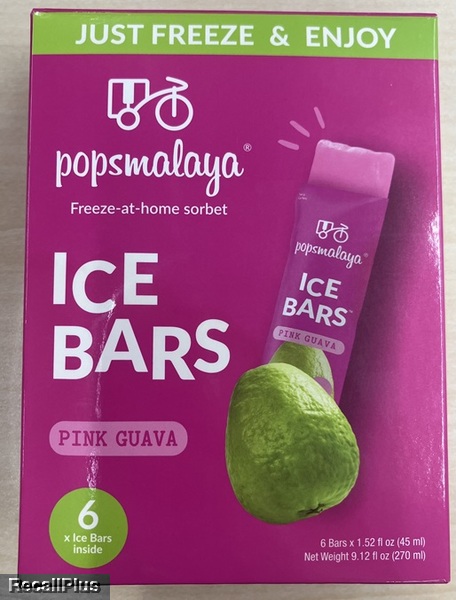 JUST FREEZE & ENJOY
popsmalaya®
Freeze-at-home sorbet
ICE
BARS
PINK GUAVA
6
x Ice Bars
inside
popsmalaya®
ICE
BARS™
PINK GUAVA
6 Bars x 1.52 fl oz (45 ml)
Net Weight 9.12 fl oz (270 ml)
RecallPlus